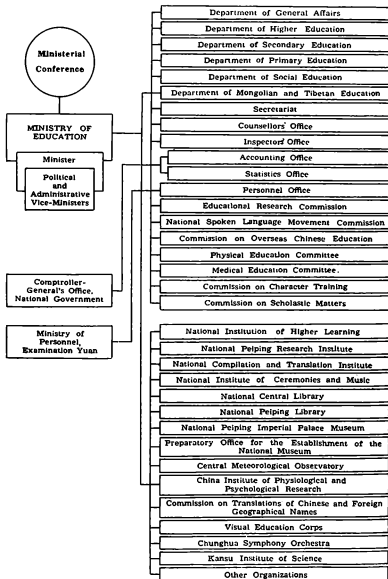 Ministerial
Conference
MINISTRY OF
EDUCATION
Minister
Political
and
Administrative
Vice-Ministers
Comptroller-
General's Office,
National Government
Ministry of
Personnel,
Examination Yuan
Department of General Affairs
Department of Higher Education
Department of Secondary Education
Department of Primary Education
Department of Social Education
Department of Mongolian and Tibetan Education
Secretariat
Counsellors' Office
Inspectors' Office
Accounting Office
Statistics Office
Personnel Office
Educational Research Commission
National Spoken Language Movement Commission
Commission on Overseas Chinese Education
Physical Education Committee
Medical Education Committee.
Commission on Character Training
Commission on Scholastic Matters
National Institution of Higher Learning
National Peiping Research Institute
National Compilation and Translation Institute
National Institute of Ceremonies and Music
National Central Library
National Peiping Library
National Peiping Imperial Palace Museum
Preparatory Office for the Establishment of the
National Museum
Central Meteorological Observatory
China Institute of Physiological and
Psychological Research
Commission on Translations of Chinese and Foreign
Geographical Names
Visual Education Corps
Chunghua Symphony Orchestra
Kansu Institute of Science
Other Organizations